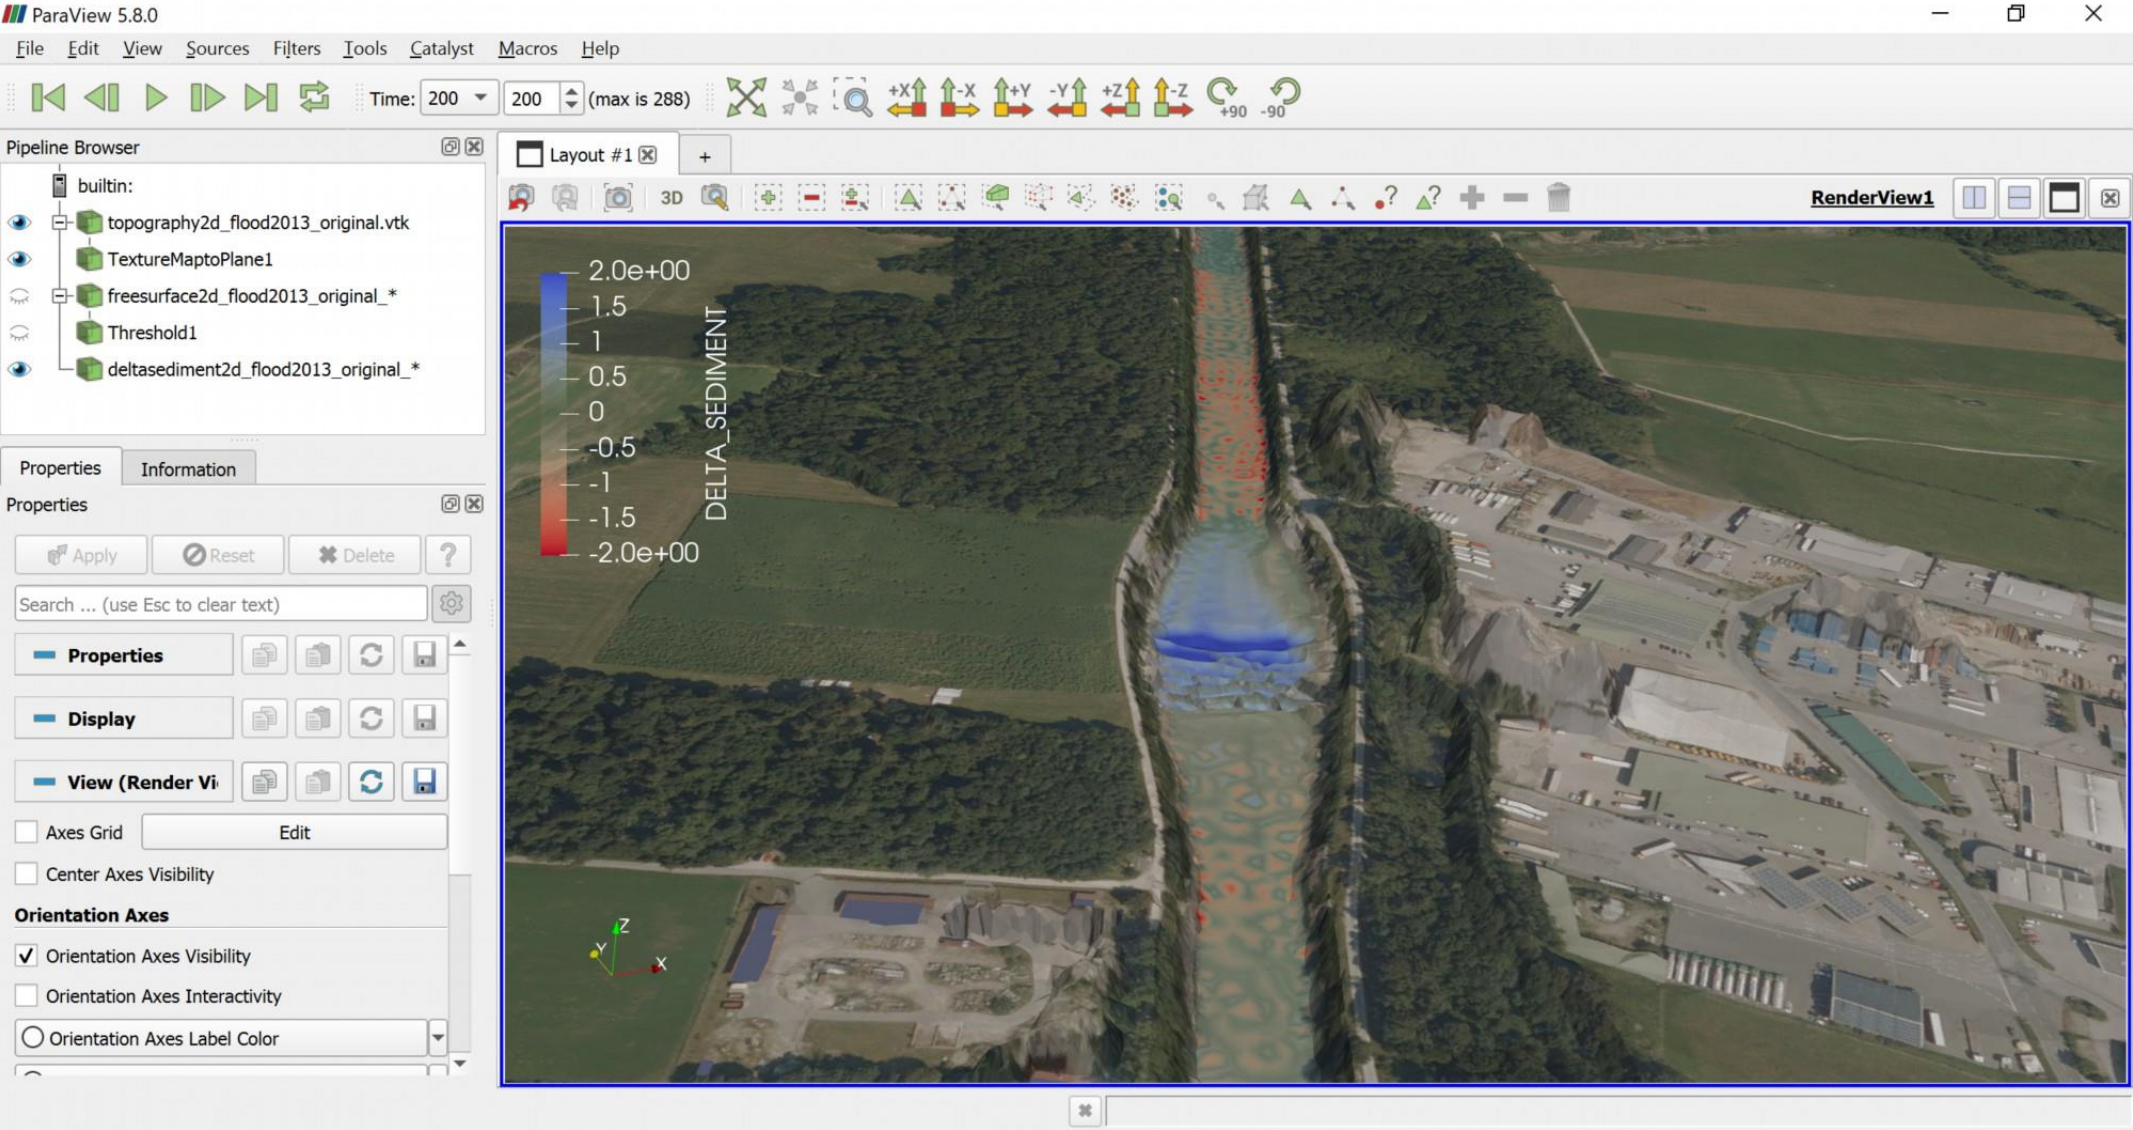 ParaView 5.8.0
File Edit View Sources Filters Tools Catalyst Macros Help
Time: 200 200 (max is 288) +X -X +Y -Y +Z -Z +90 -90
Pipeline Browser
Layout #1 +
builtin:
3D
RenderView1
topography2d_flood2013_original.vtk
TextureMaptoPlane1
freesurface2d_flood2013_original_*
Threshold1
deltasediment2d_flood2013_original_*
Properties Information
Properties
Apply Reset Delete ?
Search ... (use Esc to clear text)
Properties
Display
View (Render Vi
Axes Grid Edit
Center Axes Visibility
Orientation Axes
Orientation Axes Visibility
Orientation Axes Interactivity
Orientation Axes Label Color
2.0e+00
1.5
1
0.5
0
-0.5
-1
-1.5
-2.0e+00
DELTA_SEDIMENT
Z
Y
X